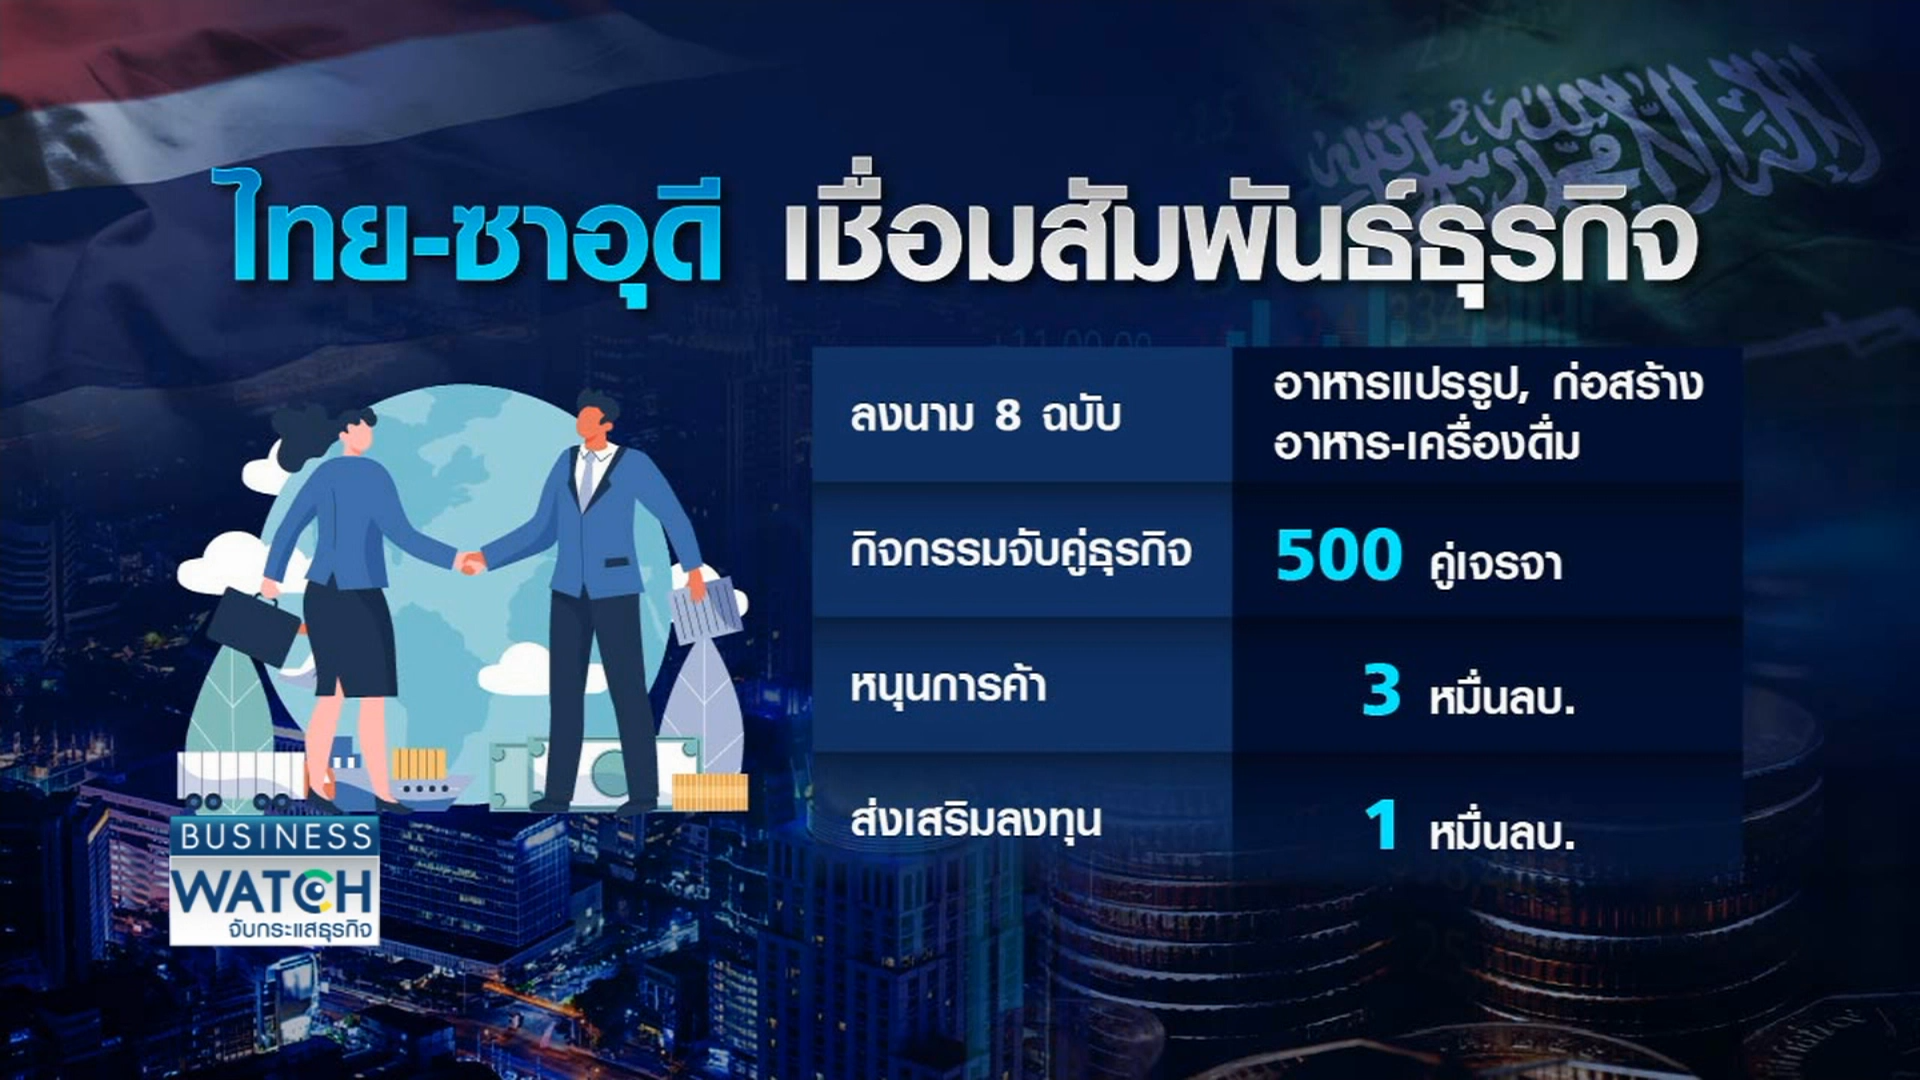 ไทย-ซาอุดี เชื่อมสัมพันธ์ธุรกิจ
ลงนาม 8 ฉบับ
อาหารแปรรูป, ก่อสร้าง
อาหาร-เครื่องดื่ม
กิจกรรมจับคู่ธุรกิจ
500 คู่เจรจา
หนุนการค้า
3 หมื่นลบ.
ส่งเสริมลงทุน
1 หมื่นลบ.
BUSINESS
WATCH
จับกระแสธุรกิจ